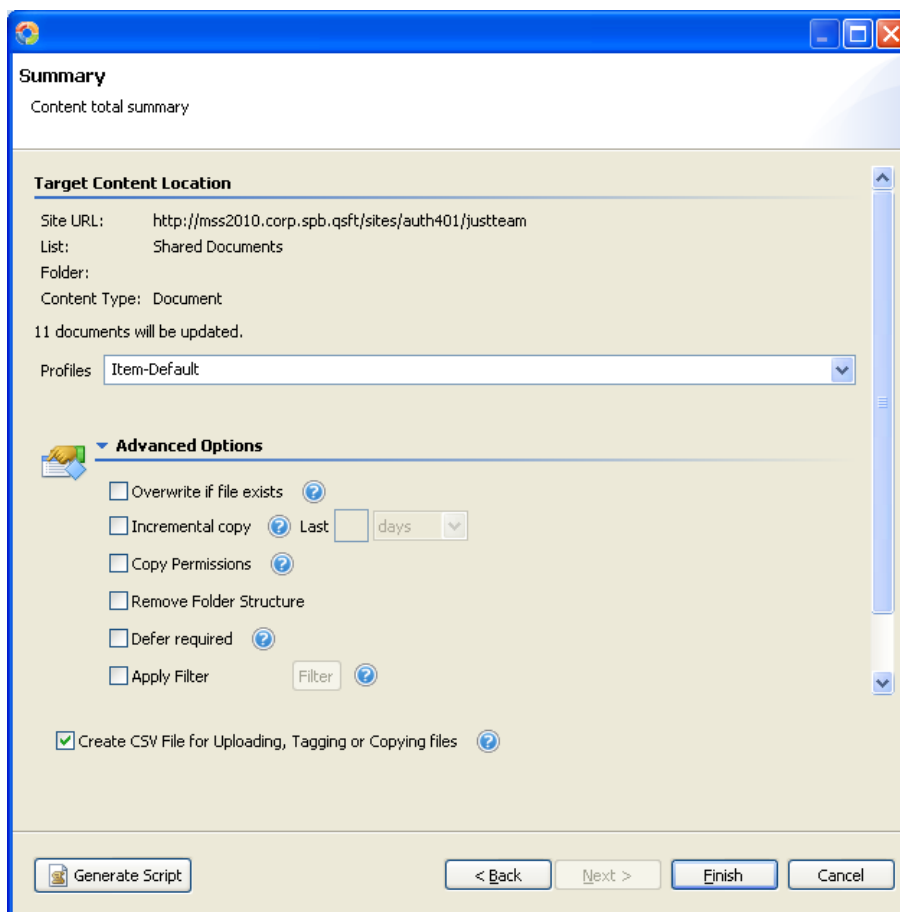 Summary
Content total summary
Target Content Location
Site URL: http://mss2010.corp.spb.qsft/sites/auth401/justteam
List: Shared Documents
Folder:
Content Type: Document
11 documents will be updated.
Profiles Item-Default
Advanced Options
Overwrite if file exists ?
Incremental copy ? Last days
Copy Permissions ?
Remove Folder Structure
Defer required ?
Apply Filter Filter ?
Create CSV File for Uploading, Tagging or Copying files ?
Generate Script < Back Next > Finish Cancel